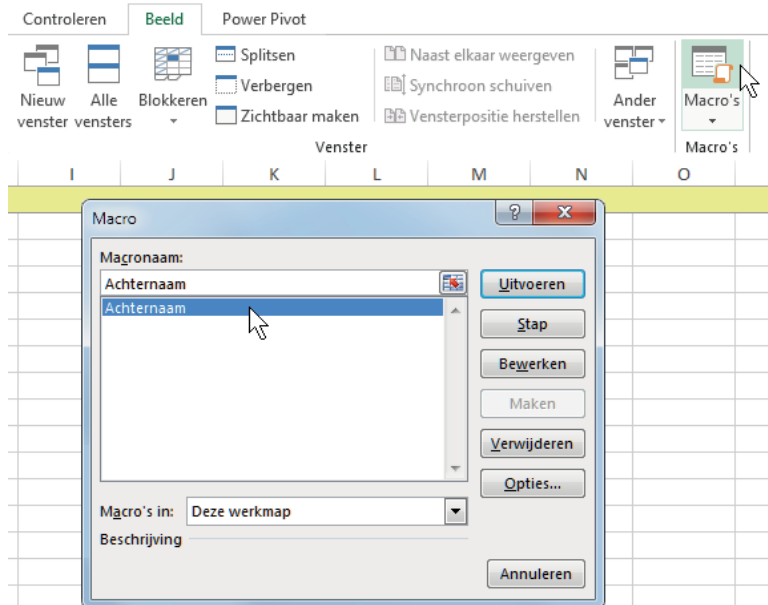 Controleren Beeld Power Pivot
Nieuw venster
Alle vensters
Blokkeren
Splitsen
Verbergen
Zichtbaar maken
Naast elkaar weergeven
Synchroon schuiven
Vensterpositie herstellen
Ander venster
Macro's
Venster
Macro's
I J K L M N O
Macro
Macronaam:
Achternaam
Achternaam
Uitvoeren
Stap
Bewerken
Maken
Verwijderen
Opties...
Macro's in: Deze werkmap
Beschrijving
Annuleren